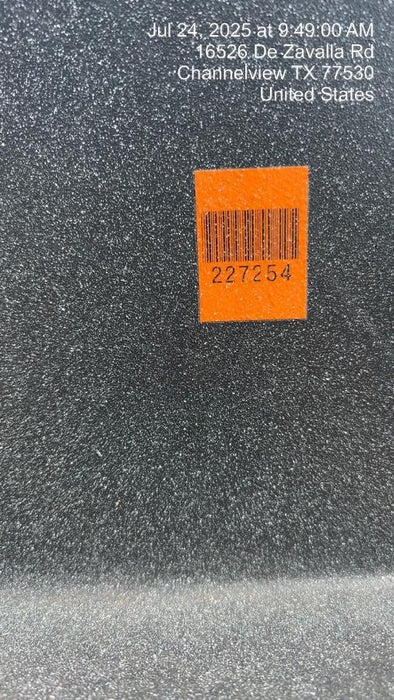 Jul 24, 2025 at 9:49:00 AM
16526 De Zavalla Rd
Channelview TX 77530
United States
227254